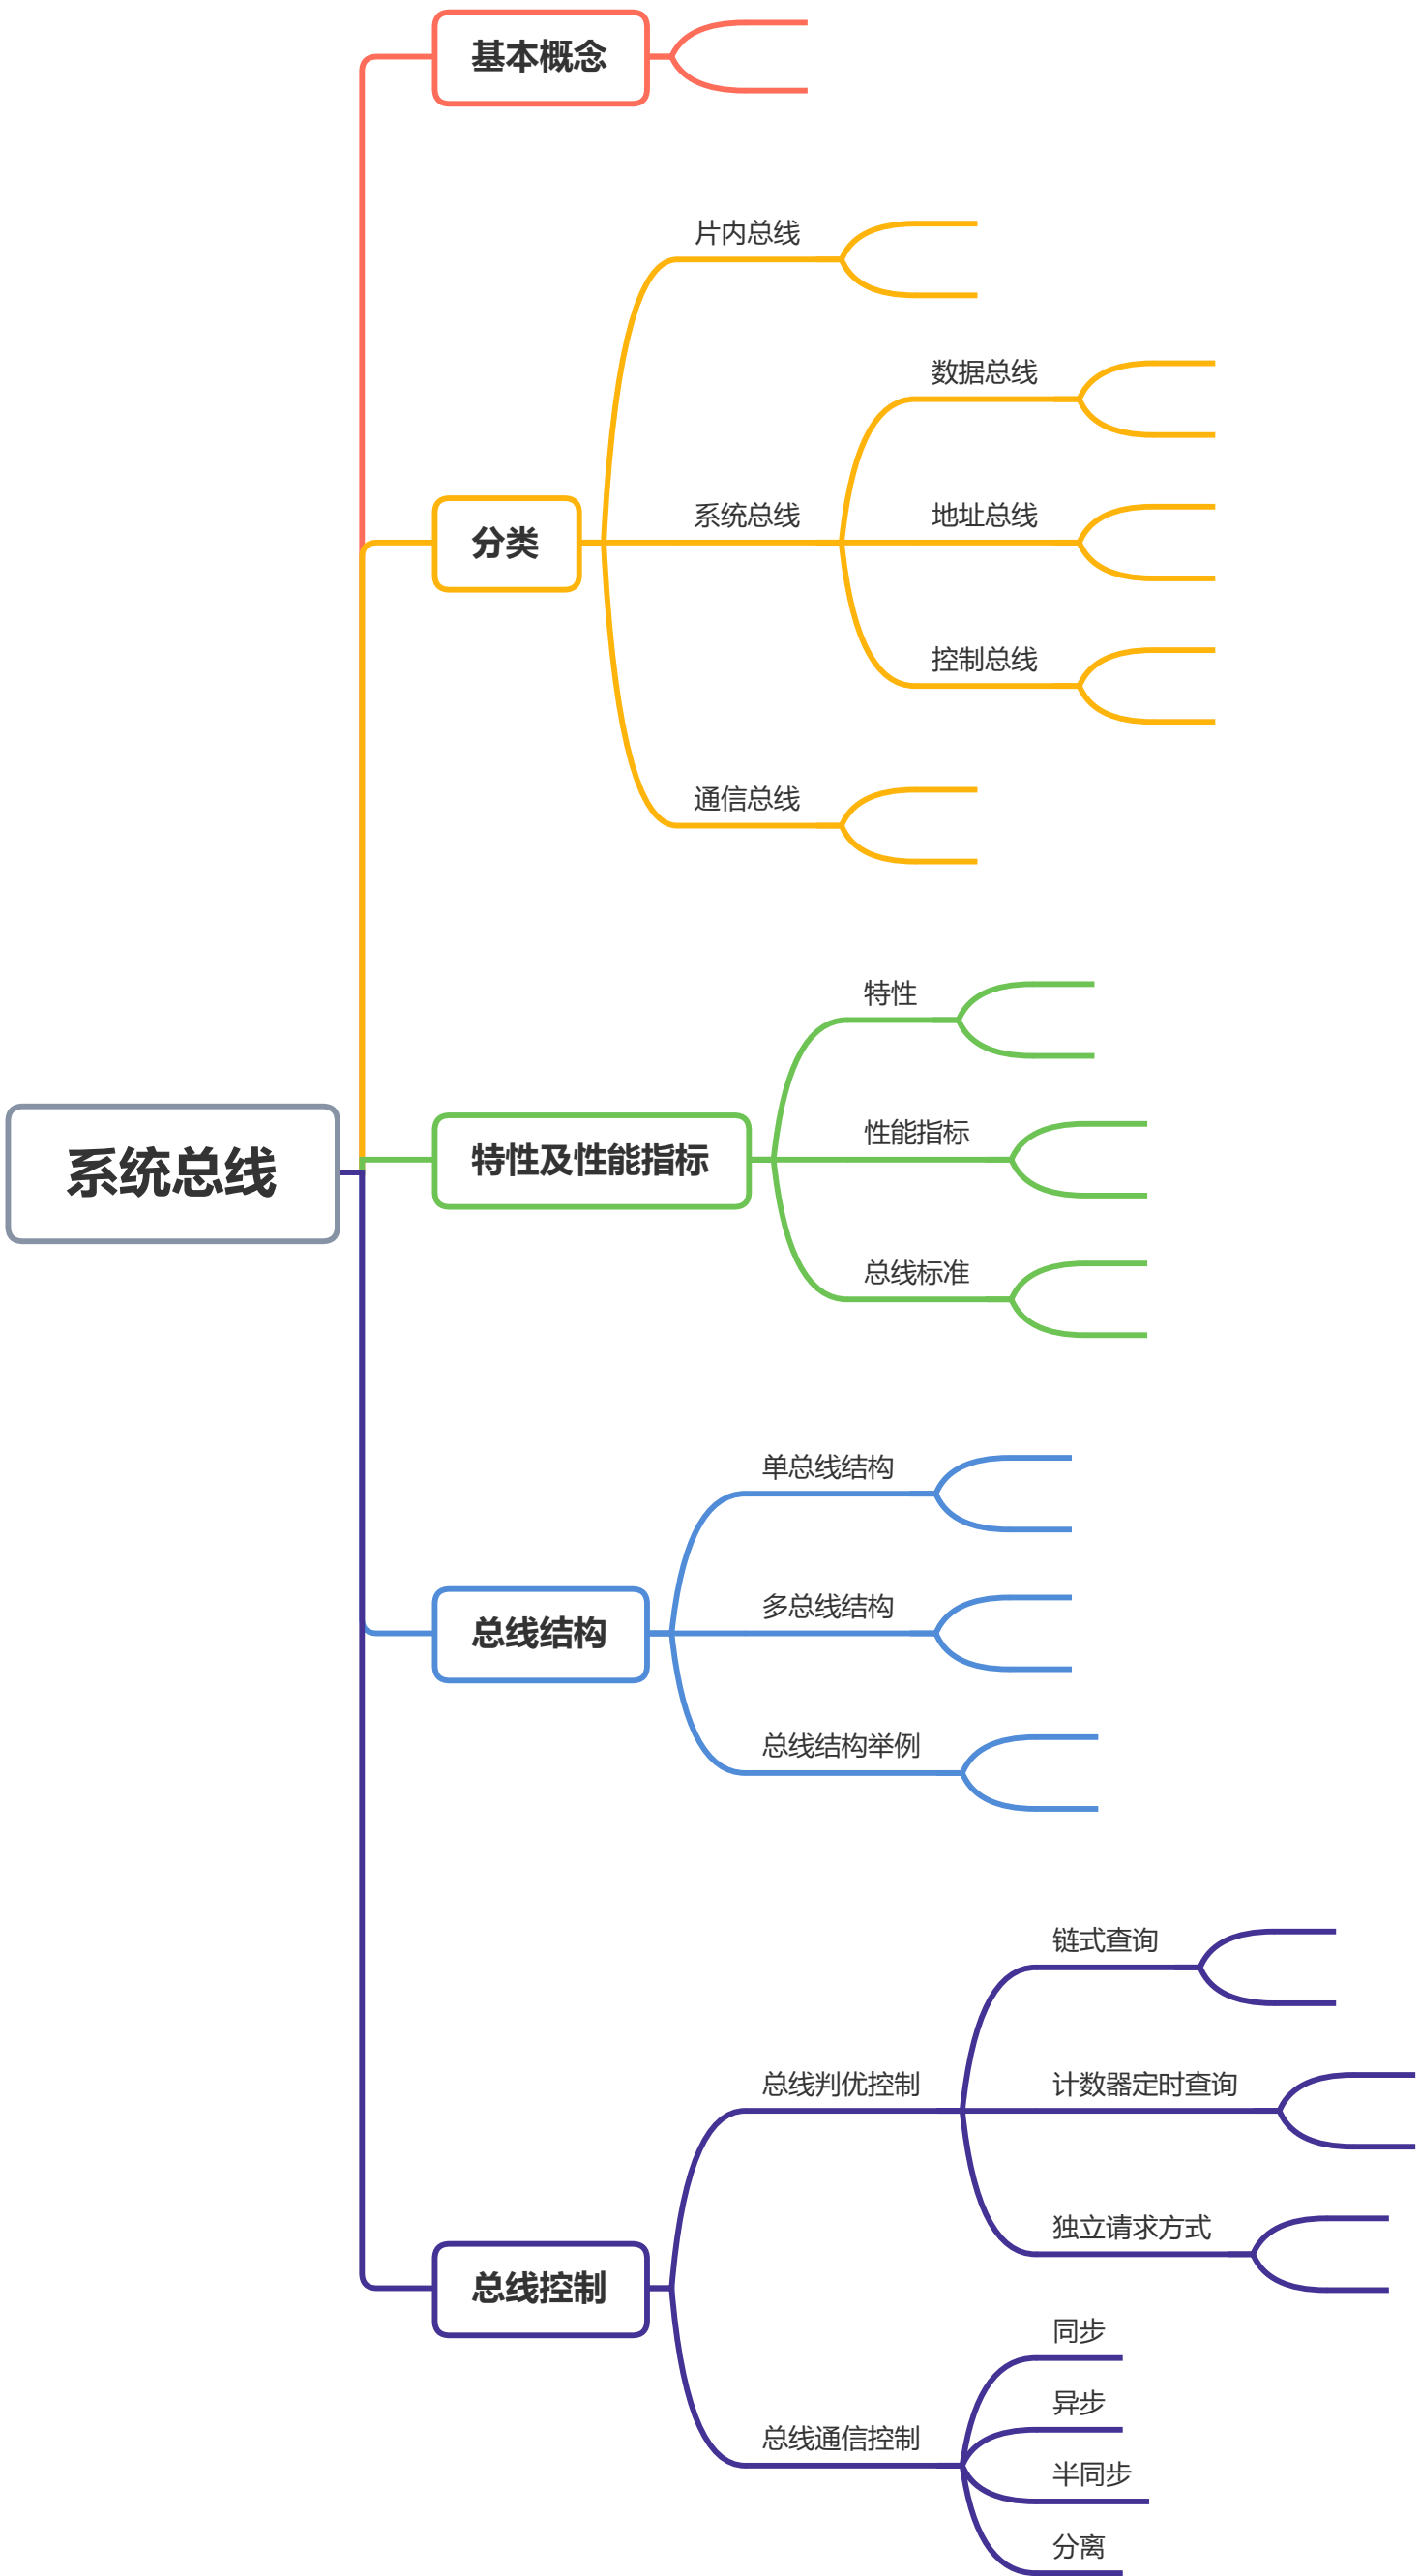 系统总线
基本概念
分类
片内总线
系统总线
数据总线
地址总线
控制总线
通信总线
特性及性能指标
特性
性能指标
总线标准
总线结构
单总线结构
多总线结构
总线结构举例
总线控制
总线判优控制
链式查询
计数器定时查询
独立请求方式
总线通信控制
同步
异步
半同步
分离